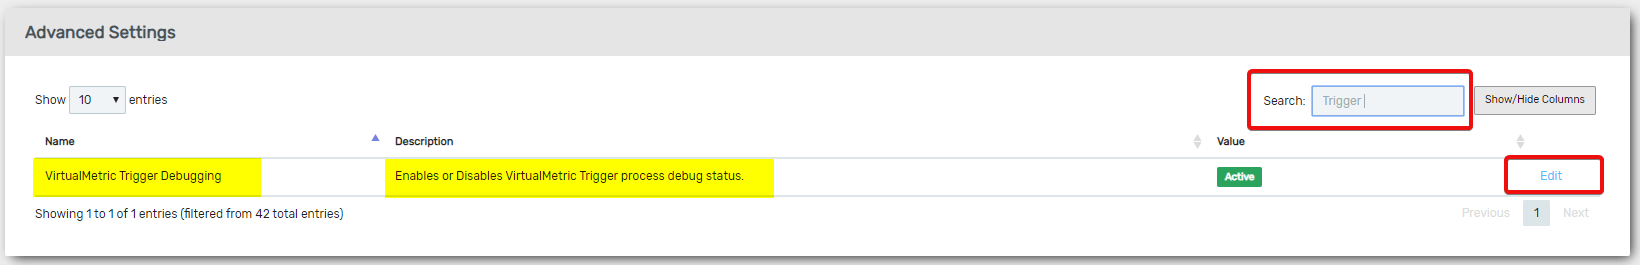 Advanced Settings
Show 10 entries
Search: Trigger
Show/Hide Columns
Name Description Value
VirtualMetric Trigger Debugging Enables or Disables VirtualMetric Trigger process debug status. Active Edit
Showing 1 to 1 of 1 entries (filtered from 42 total entries)
Previous 1 Next